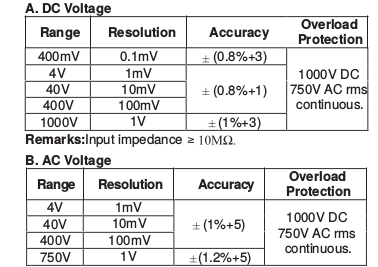 A. DC Voltage
Range Resolution Accuracy Overload Protection
400mV 0.1mV ± (0.8%+3)
4V 1mV
40V 10mV ± (0.8%+1)
400V 100mV
1000V 1V ± (1%+3)
1000V DC
750V AC rms
continuous.
Remarks:Input impedance ≥ 10MΩ.
B. AC Voltage
Range Resolution Accuracy Overload Protection
4V 1mV
40V 10mV ± (1%+5)
400V 100mV
750V 1V ±(1.2%+5)
1000V DC
750V AC rms
continuous.